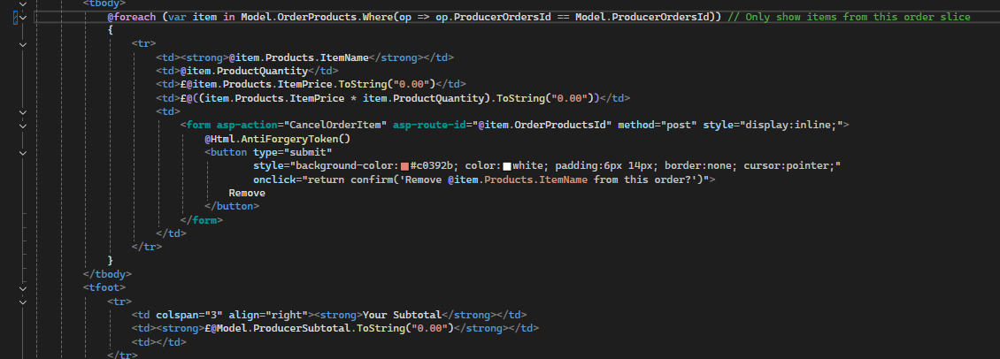 <tbody>
@foreach (var item in Model.OrderProducts.Where(op => op.ProducerOrdersId == Model.ProducerOrdersId)) // Only show items from this order slice
{
<tr>
<td><strong>@item.Products.ItemName</strong></td>
<td>@item.ProductQuantity</td>
<td>£@item.Products.ItemPrice.ToString("0.00")</td>
<td>£@((item.Products.ItemPrice * item.ProductQuantity).ToString("0.00"))</td>
<td>
<form asp-action="CancelOrderItem" asp-route-id="@item.OrderProductsId" method="post" style="display:inline;">
@Html.AntiForgeryToken()
<button type="submit"
style="background-color:#c0392b; color:white; padding:6px 14px; border:none; cursor:pointer;"
onclick="return confirm('Remove @item.Products.ItemName from this order?')">
Remove
</button>
</form>
</td>
</tr>
}
</tbody>
<tfoot>
<tr>
<td colspan="3" align="right"><strong>Your Subtotal</strong></td>
<td><strong>£@Model.ProducerSubtotal.ToString("0.00")</strong></td>
<td></td>
</tr>